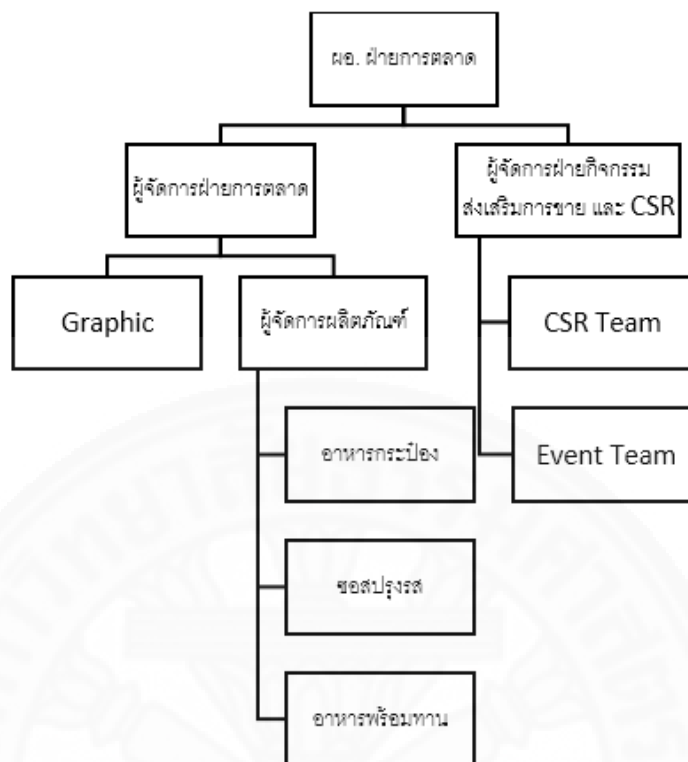 ผอ. ฝ่ายการตลาด
ผู้จัดการฝ่ายการตลาด
ผู้จัดการฝ่ายกิจกรรม
ส่งเสริมการขาย และ CSR
Graphic
ผู้จัดการผลิตภัณฑ์
CSR Team
อาหารกระป๋อง
Event Team
ซอสปรุงรส
อาหารพร้อมทาน